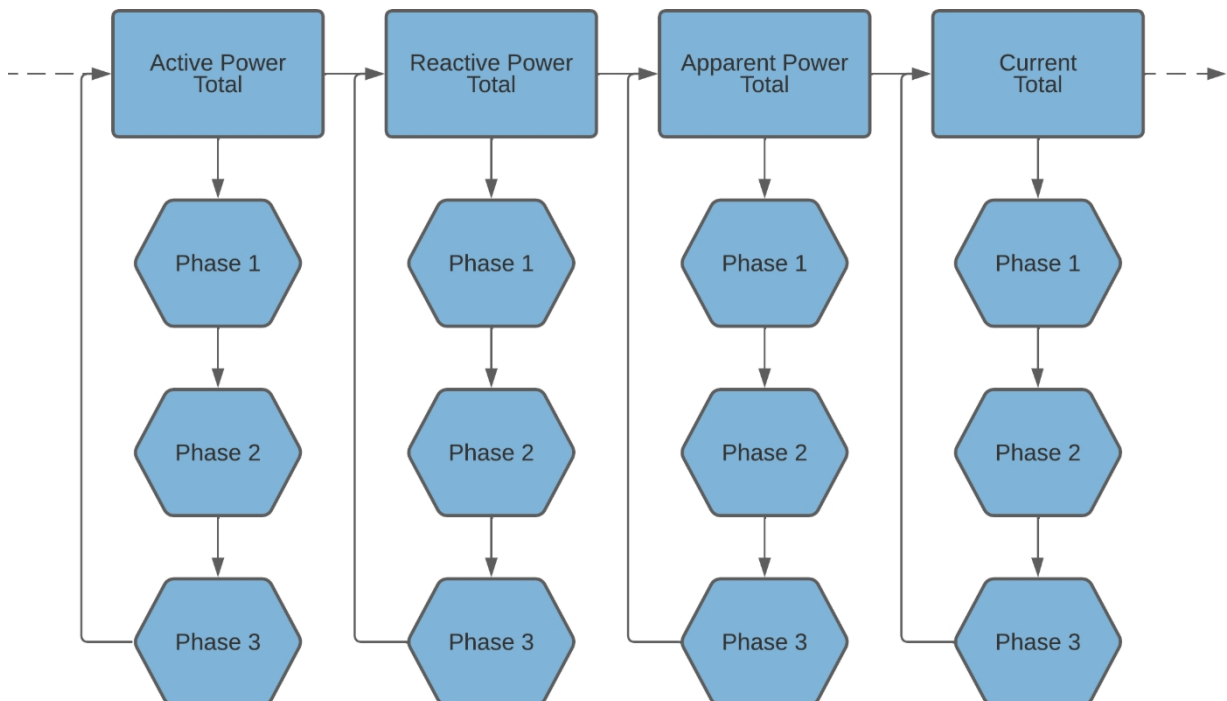 Active Power
Total
Reactive Power
Total
Apparent Power
Total
Current
Total
Phase 1
Phase 1
Phase 1
Phase 1
Phase 2
Phase 2
Phase 2
Phase 2
Phase 3
Phase 3
Phase 3
Phase 3